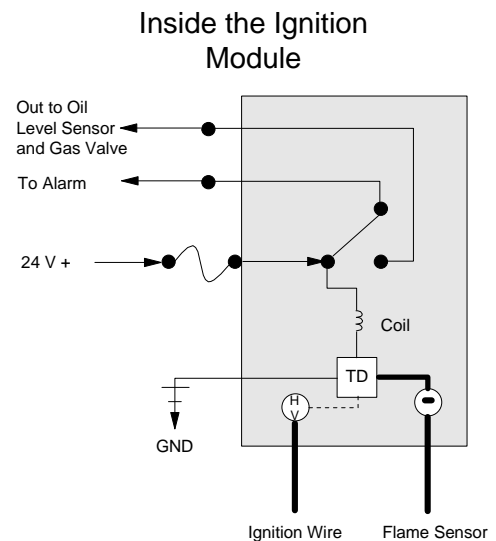 Inside the Ignition
Module
Out to Oil
Level Sensor
and Gas Valve
To Alarm
24 V +
Coil
TD
H
V
GND
Ignition Wire
Flame Sensor